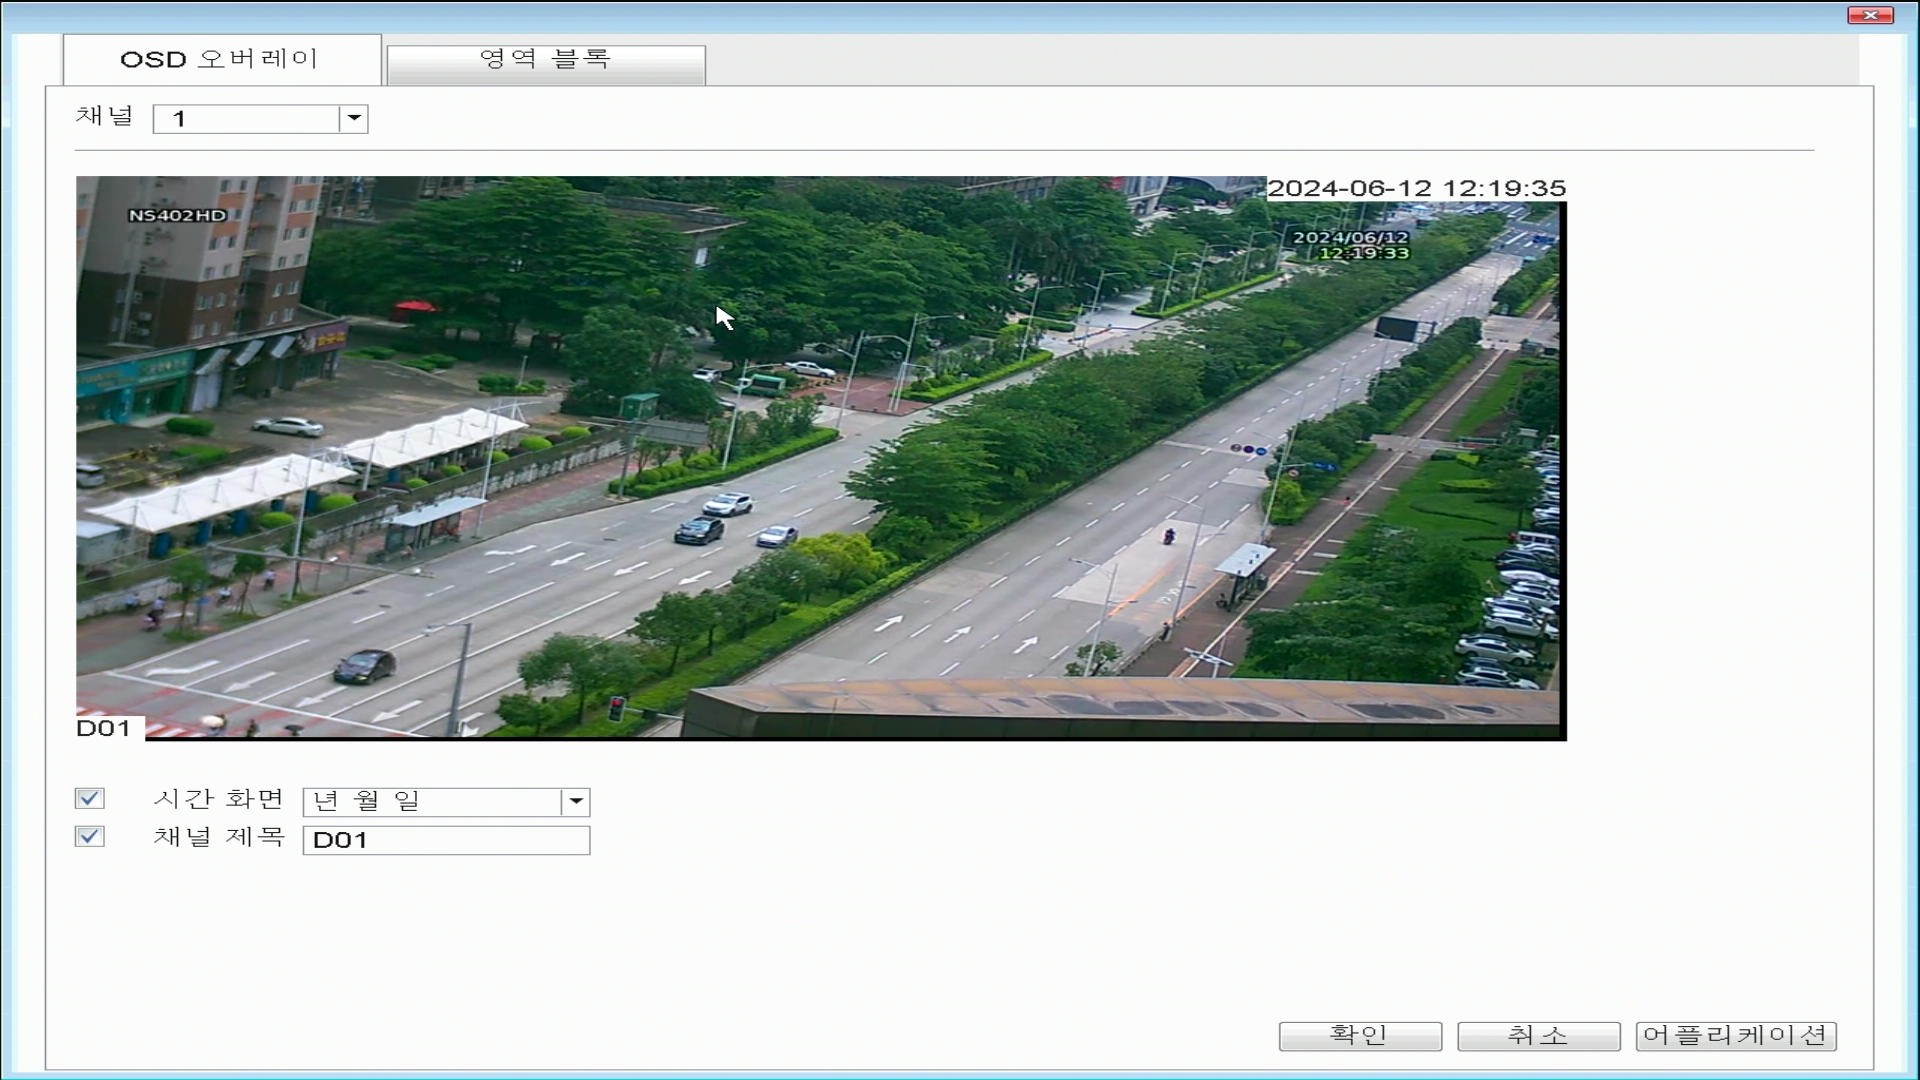 OSD 오버레이
영역 블록
채널 1
2024-06-12 12:19:35
NS402HD
2024/06/12
12:19:33
D01
시간 화면 년 월 일
채널 제목 D01
확인 취소 어플리케이션